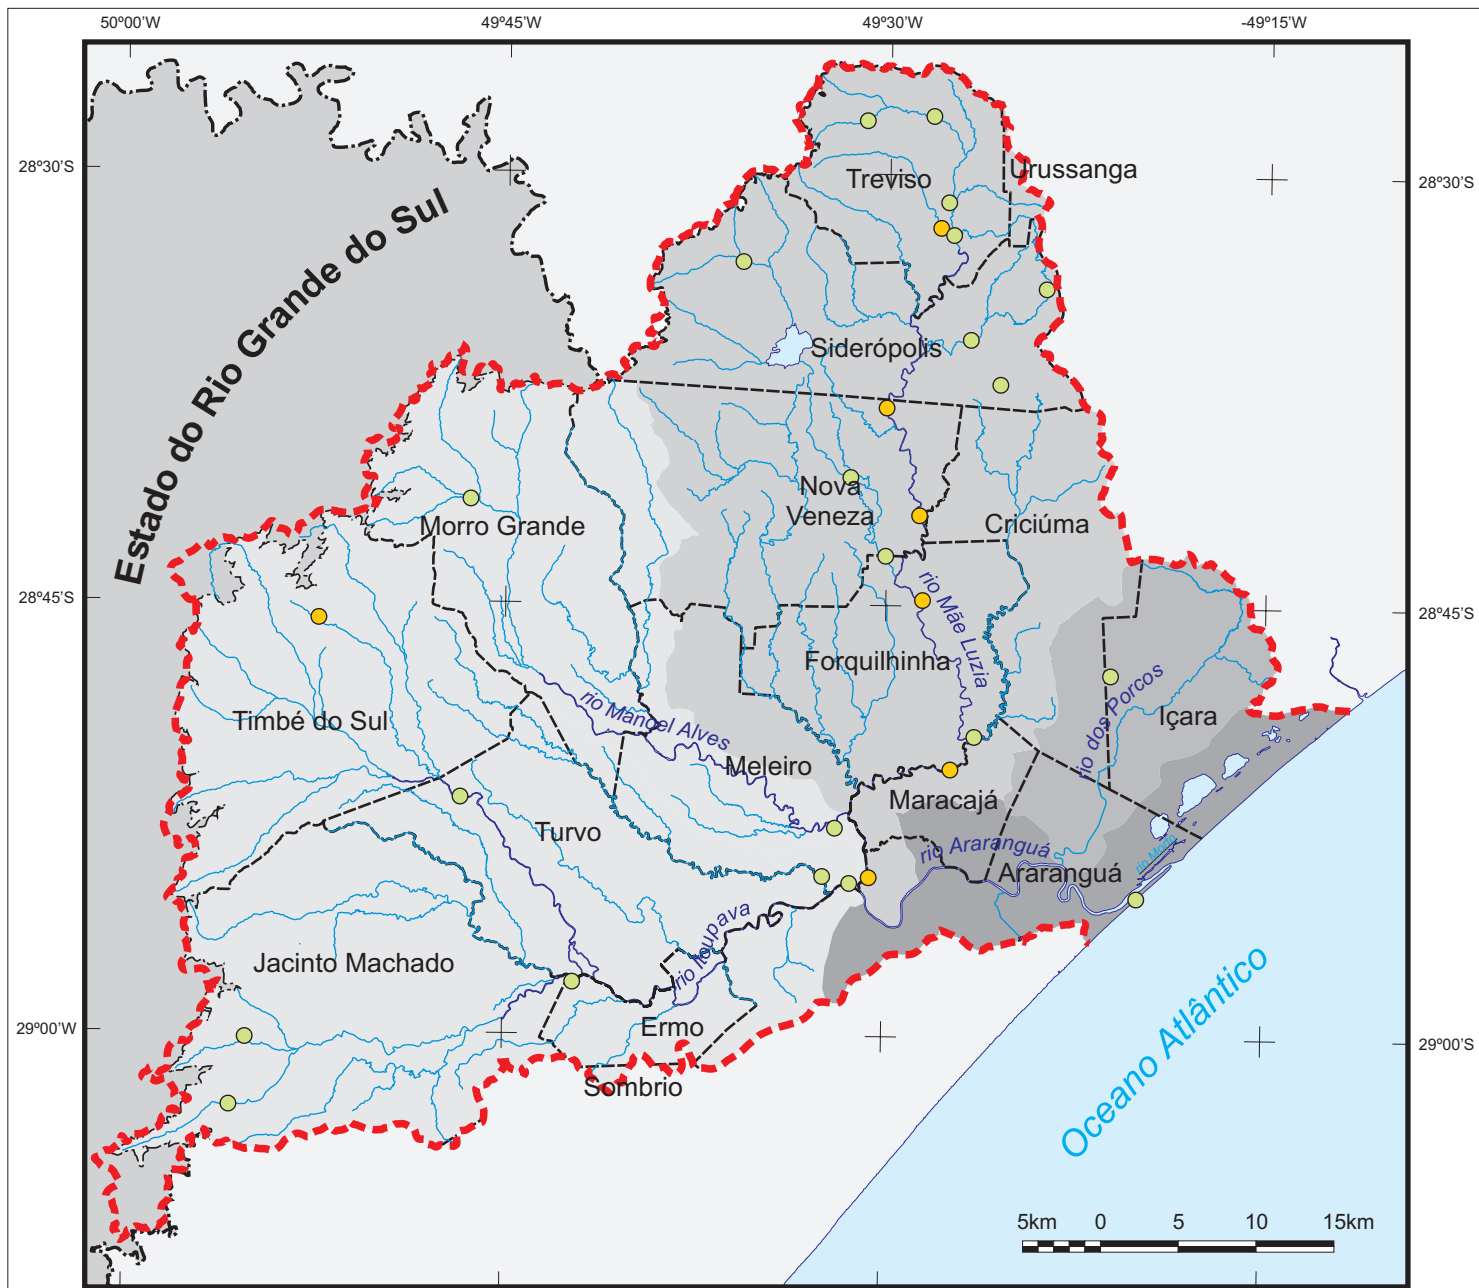 50°00'W
49°45'W
49°30'W
-49°15'W
28°30'S
28°30'S
Treviso
Urussanga
Estado do Rio Grande do Sul
Siderópolis
Nova
Veneza
Criciúma
Morro Grande
28°45'S
28°45'S
rio Mãe Luzia
Forquilhinha
rio dos Porcos
Içara
Timbé do Sul
rio Manoel Alves
Meleiro
Maracajá
Turvo
rio Araranguá
rio Morro
Araranguá
rio Itoupava
Jacinto Machado
Oceano Atlântico
Ermo
29°00'W
29°00'S
Sombrio
5km 0 5 10 15km